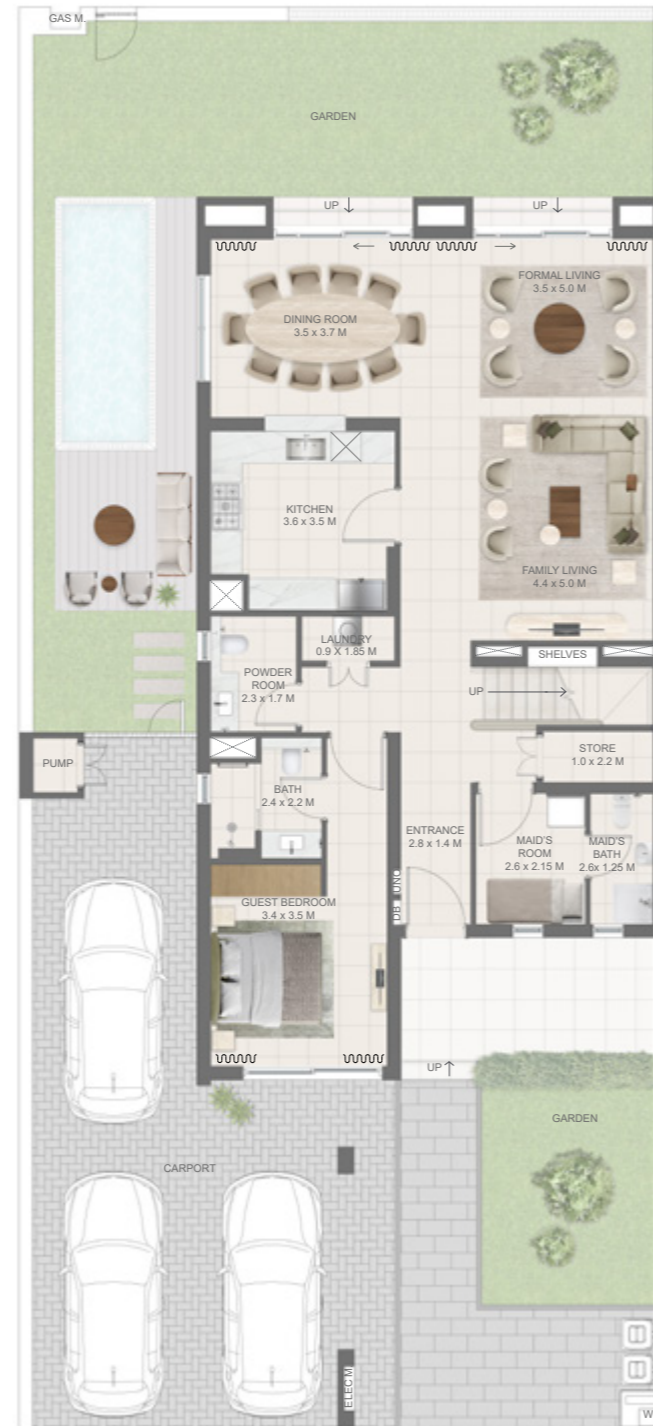 GAS M.
GARDEN
UP
UP
FORMAL LIVING
3.5 x 5.0 M
DINING ROOM
3.5 x 3.7 M
KITCHEN
3.6 x 3.5 M
FAMILY LIVING
4.4 x 5.0 M
LAUNDRY
0.9 X 1.85 M
SHELVES
POWDER
ROOM
2.3 x 1.7 M
UP
STORE
1.0 x 2.2 M
PUMP
BATH
2.4 x 2.2 M
ENTRANCE
2.8 x 1.4 M
MAID'S
ROOM
2.6 x 2.15 M
MAID'S
BATH
2.6x 1.25 M
DB
GUEST BEDROOM
3.4 x 3.5 M
UP
GARDEN
CARPORT
ELEC M
W